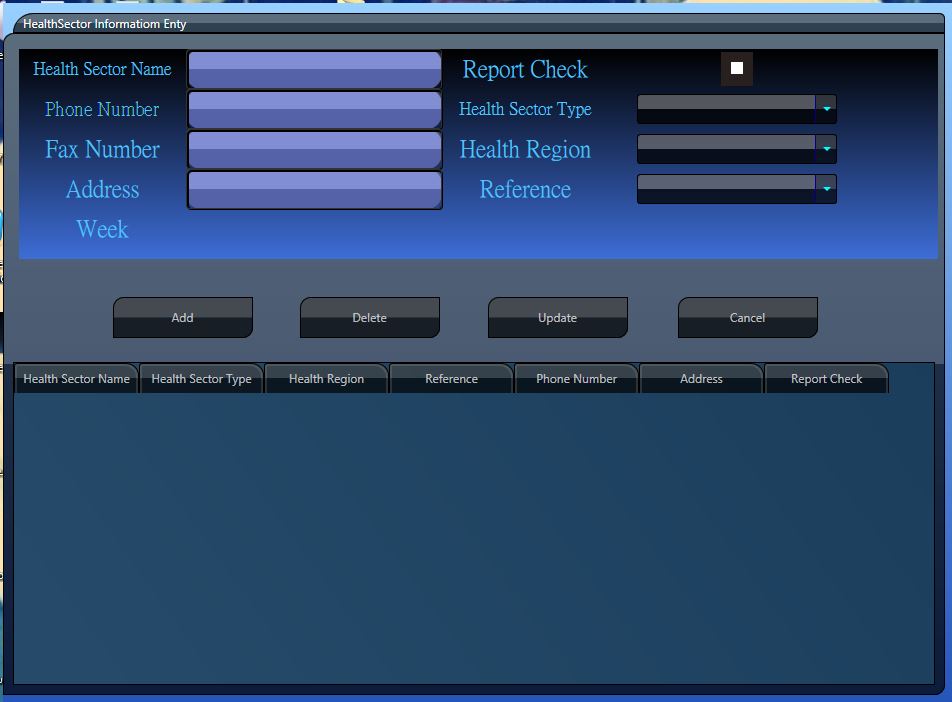 HealthSector Informatiom Enty
Health Sector Name
Report Check
Phone Number
Health Sector Type
Fax Number
Health Region
Address
Reference
Week
Add Delete Update Cancel
Health Sector Name Health Sector Type Health Region Reference Phone Number Address Report Check